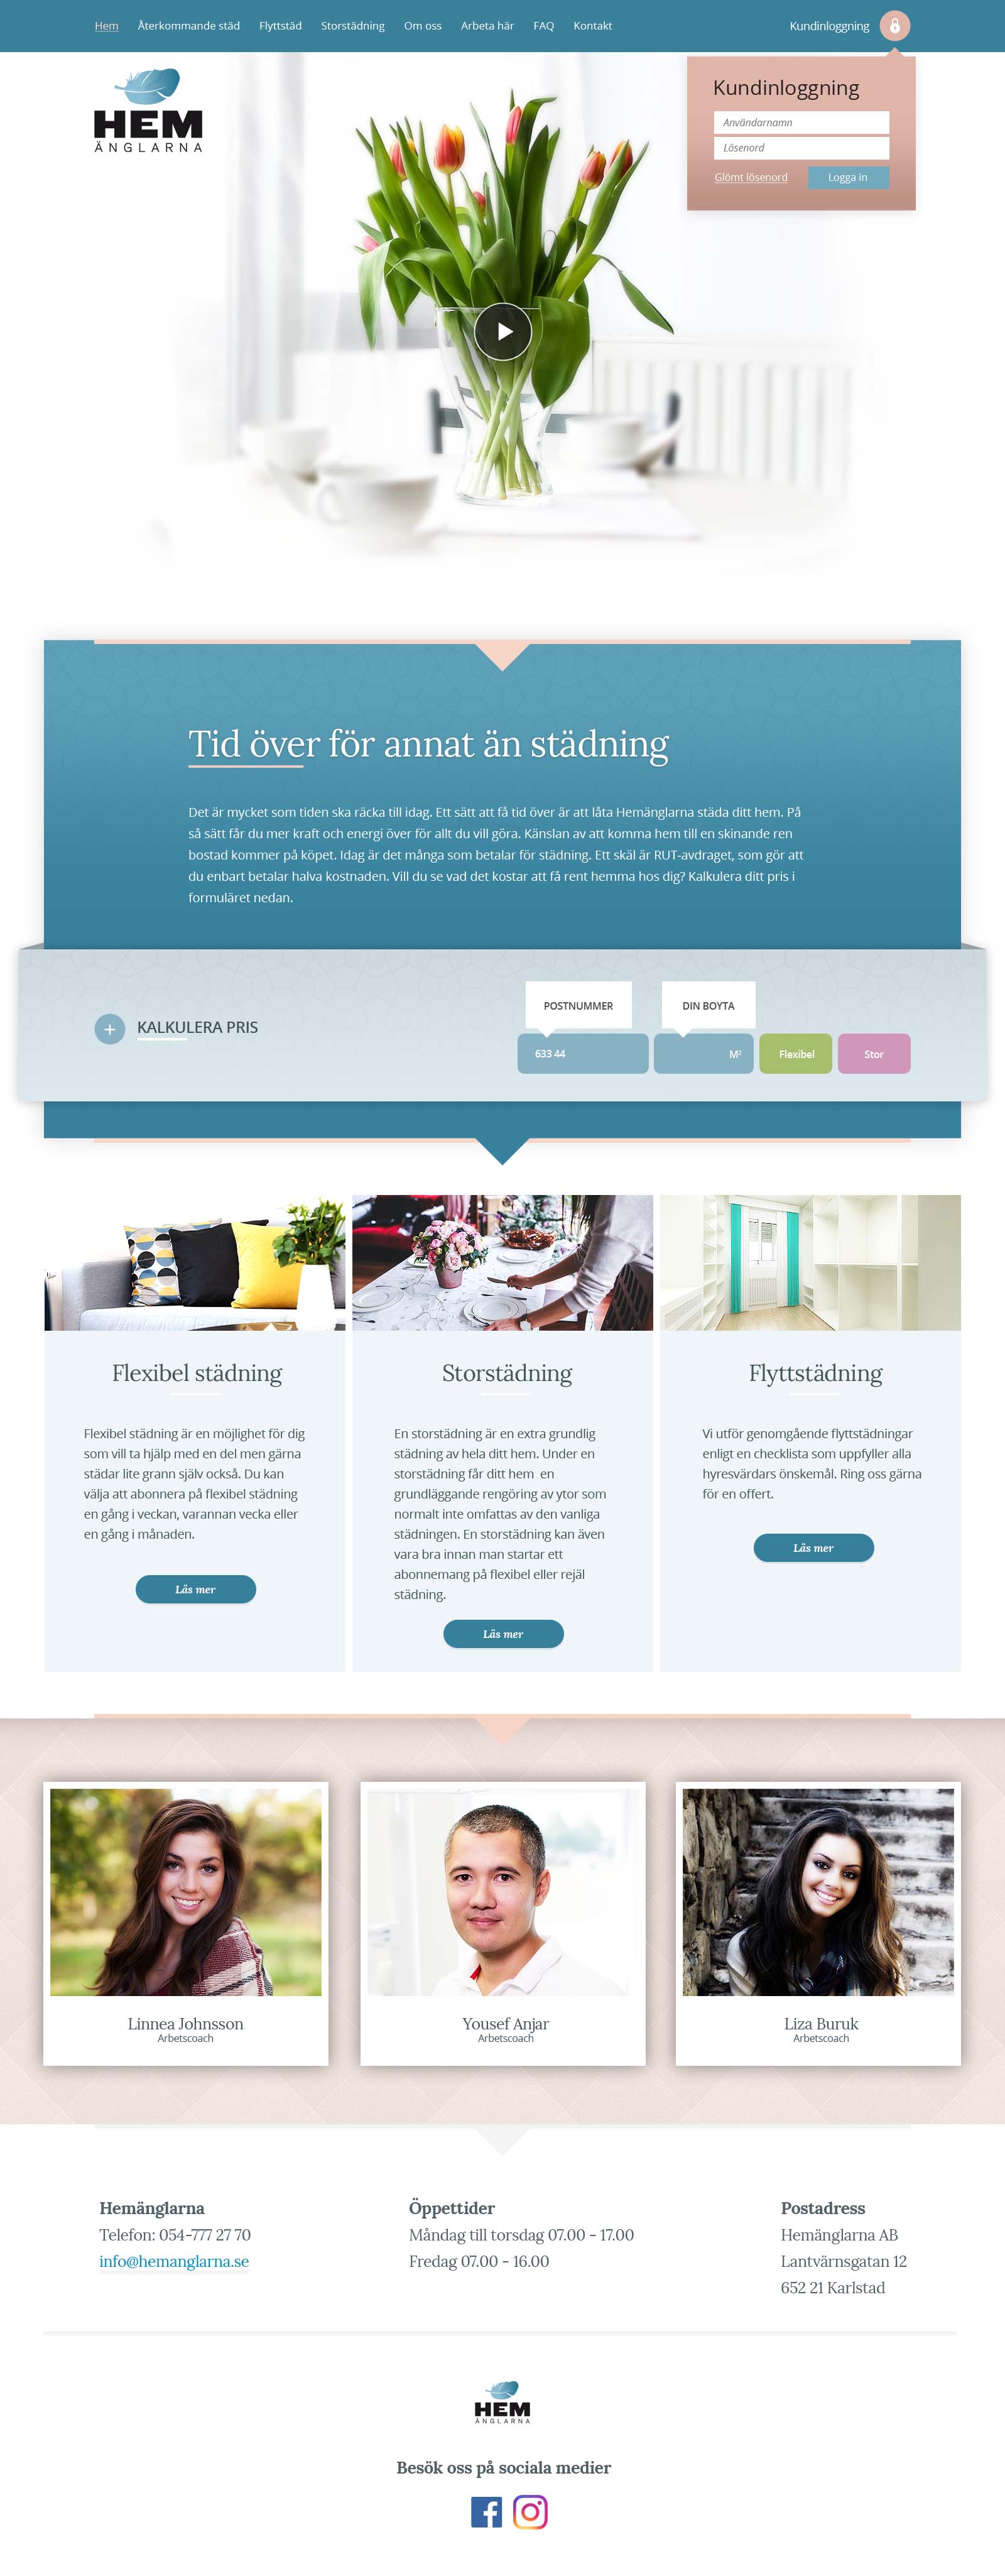 Hem Återkommande städ Flyttstäd Storstädning Om oss Arbeta här FAQ Kontakt Kundinloggning
HEM
ÄNGLARNA
Kundinloggning
Användarnamn
Lösenord
Glömt lösenord Logga in
Tid över för annat än städning
Det är mycket som tiden ska räcka till idag. Ett sätt att få tid över är att låta Hemänglarna städa ditt hem. På
så sätt får du mer kraft och energi över för allt du vill göra. Känslan av att komma hem till en skinande ren
bostad kommer på köpet. Idag är det många som betalar för städning. Ett skäl är RUT-avdraget, som gör att
du enbart betalar halva kostnaden. Vill du se vad det kostar att få rent hemma hos dig? Kalkulera ditt pris i
formuläret nedan.
+ KALKULERA PRIS
POSTNUMMER DIN BOYTA
633 44 M² Flexibel Stor
Flexibel städning
Flexibel städning är en möjlighet för dig
som vill ta hjälp med en del men gärna
städar lite grann själv också. Du kan
välja att abonnera på flexibel städning
en gång i veckan, varannan vecka eller
en gång i månaden.
Läs mer
Storstädning
En storstädning är en extra grundlig
städning av hela ditt hem. Under en
storstädning får ditt hem en
grundläggande rengöring av ytor som
normalt inte omfattas av den vanliga
städningen. En storstädning kan även
vara bra innan man startar ett
abonnemang på flexibel eller rejäl
städning.
Läs mer
Flyttstädning
Vi utför genomgående flyttstädningar
enligt en checklista som uppfyller alla
hyresvärdars önskemål. Ring oss gärna
för en offert.
Läs mer
Linnea Johnsson
Arbetscoach
Yousef Anjar
Arbetscoach
Liza Buruk
Arbetscoach
Hemänglarna
Telefon: 054-777 27 70
info@hemanglarna.se
Öppettider
Måndag till torsdag 07.00 - 17.00
Fredag 07.00 - 16.00
Postadress
Hemänglarna AB
Lantvärnsgatan 12
652 21 Karlstad
HEM
ÄNGLARNA
Besök oss på sociala medier